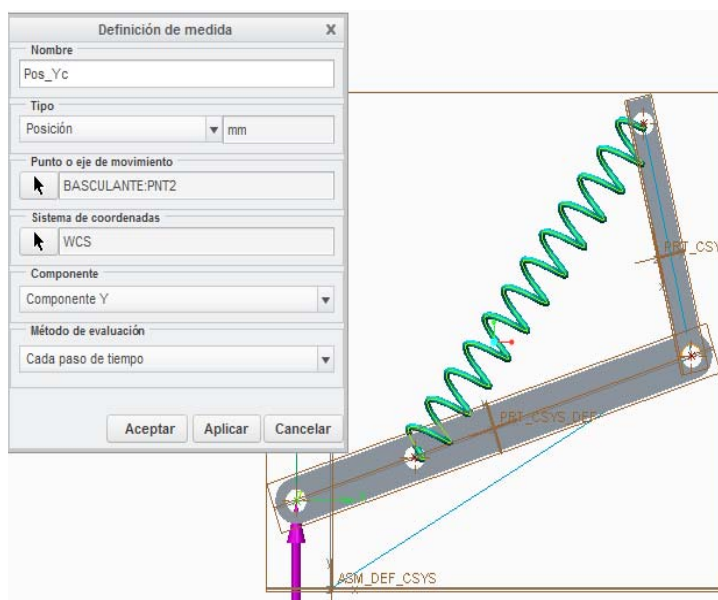 Definición de medida X
Nombre
Pos_Yc
Tipo
Posición mm
Punto o eje de movimiento
BASCULANTE:PNT2
Sistema de coordenadas
WCS
Componente
Componente Y
Método de evaluación
Cada paso de tiempo
Aceptar Aplicar Cancelar
PRT_CSYS
PRT_CSYS_DEF
ASM_DEF_CSYS